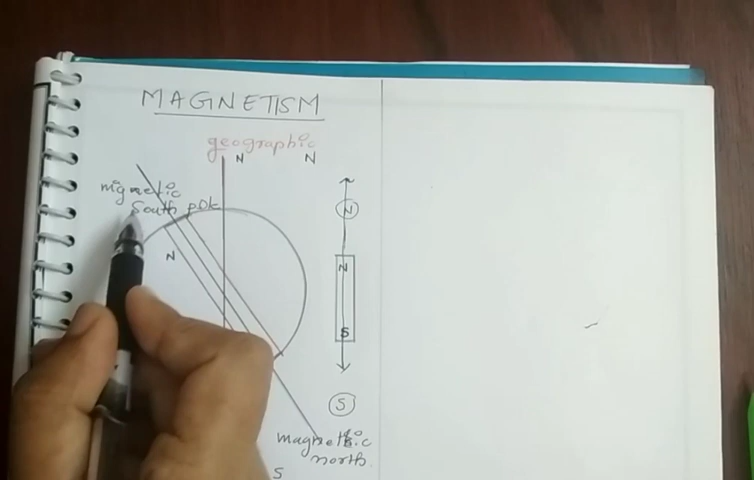 MAGNETISM
geographic
N N
magnetic
South pole
N
N
N
S
S
magnetic
north.
S